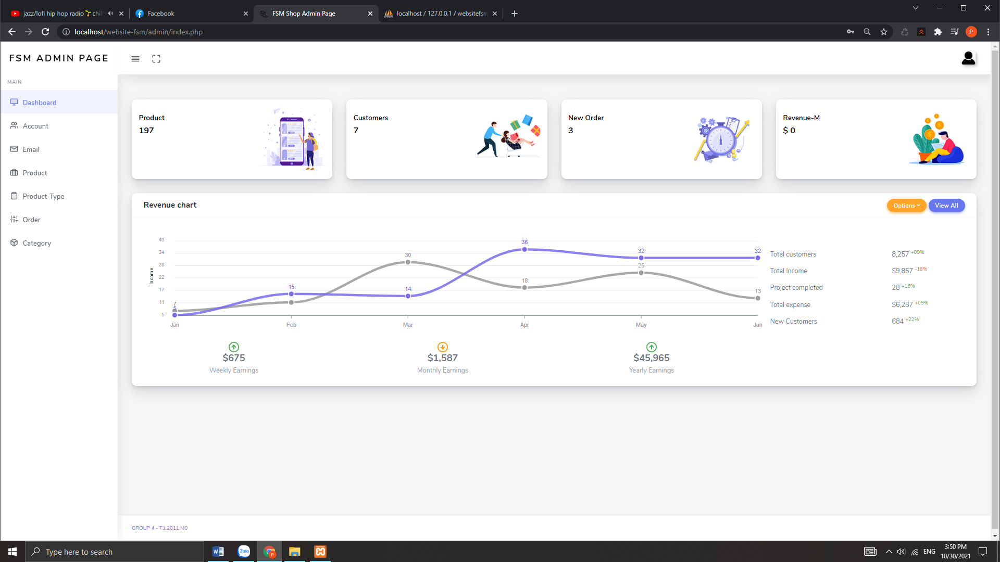 jazz/lofi hip hop radio🌱chil
Facebook
FSM Shop Admin Page
localhost / 127.0.0.1 / websitefsm
localhost/website-fsm/admin/index.php
P
FSM ADMIN PAGE
MAIN
Dashboard
Account
Email
Product
Product-Type
Order
Category
Product
197
Customers
7
New Order
3
Revenue-M
$ 0
Revenue chart
Options
View All
Income
40
34
28
22
17
11
5
7
5
15
30
14
36
18
32
25
32
13
Jan
Feb
Mar
Apr
May
Jun
Total customers 8,257 +09%
Total Income $9,857 -18%
Project completed 28 +16%
Total expense $6,287 +09%
New Customers 684 +22%
$675
Weekly Earnings
$1,587
Monthly Earnings
$45,965
Yearly Earnings
GROUP 4 - T1.2011.M0
Type here to search
Zalo
P
ENG
3:50 PM
10/30/2021